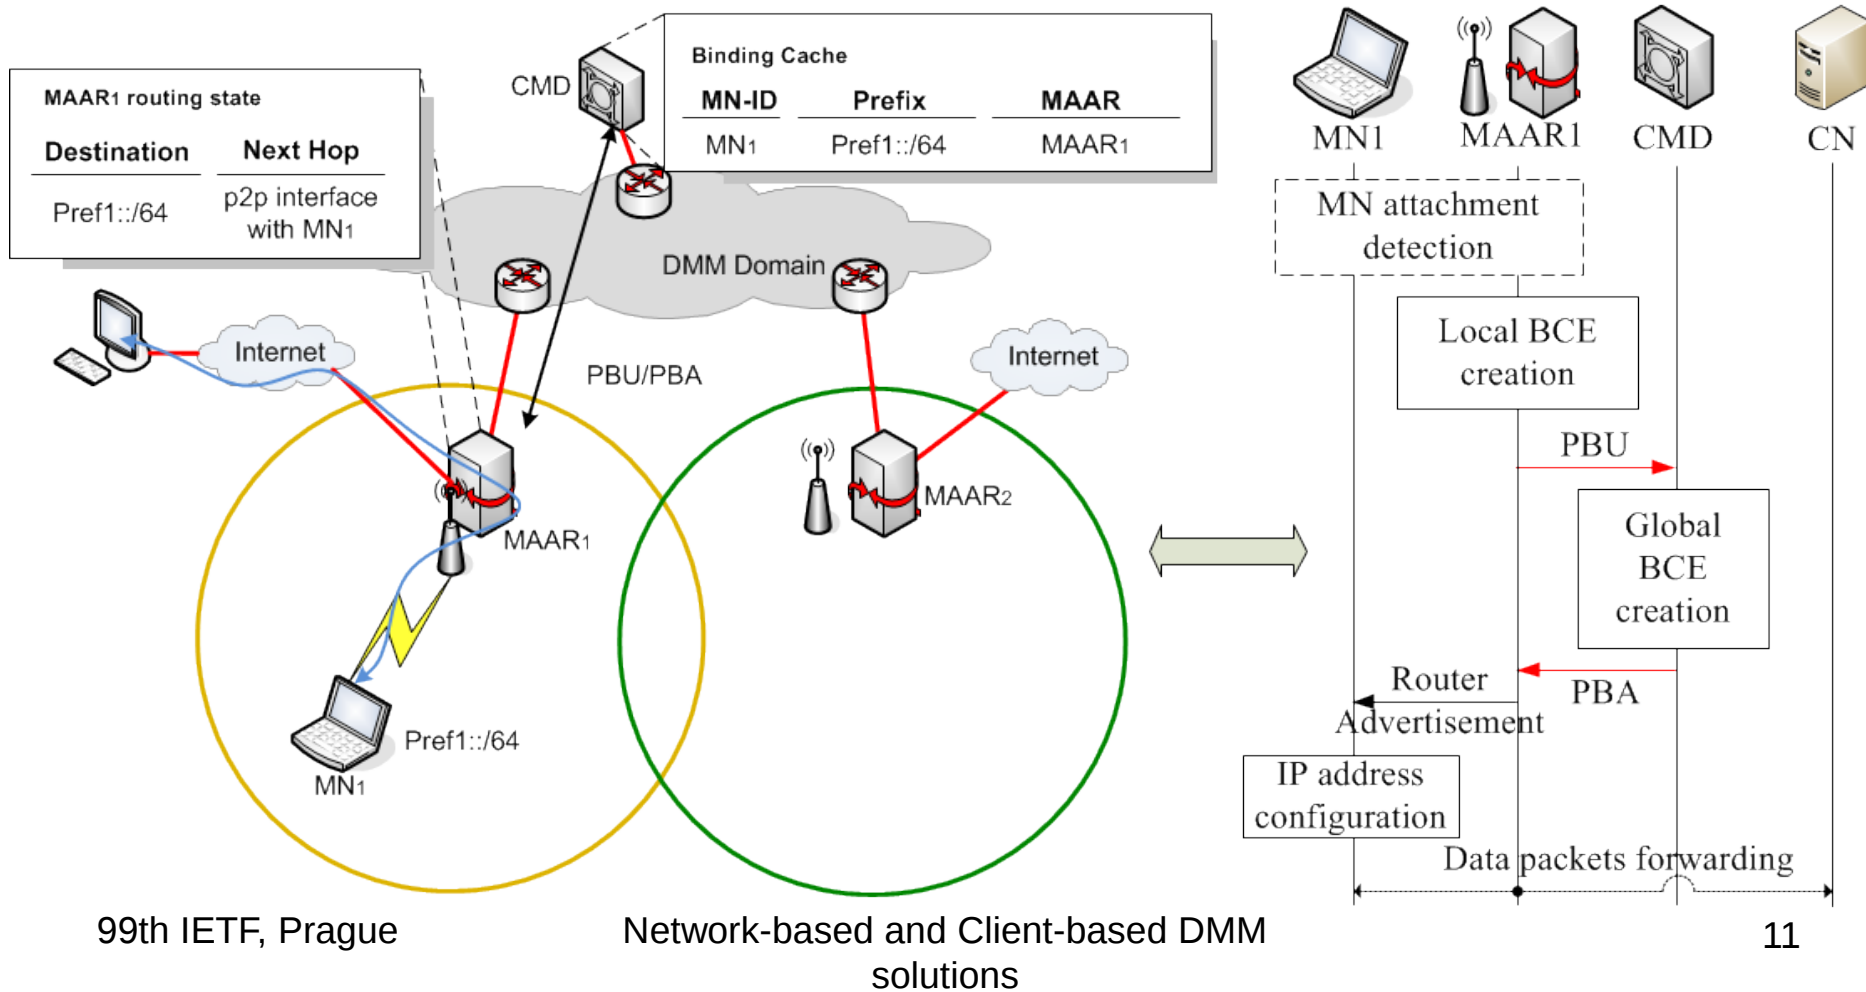 MAAR1 routing state
Destination Next Hop
Pref1::/64 p2p interface
with MN1
CMD
Binding Cache
MN-ID Prefix MAAR
MN1 Pref1::/64 MAAR1
DMM Domain
Internet
PBU/PBA
Internet
MAAR1
MAAR2
Pref1::/64
MN1
MN1 MAAR1 CMD CN
MN attachment
detection
Local BCE
creation
PBU
Global
BCE
creation
PBA
Router
Advertisement
IP address
configuration
Data packets forwarding
99th IETF, Prague
Network-based and Client-based DMM
solutions
11